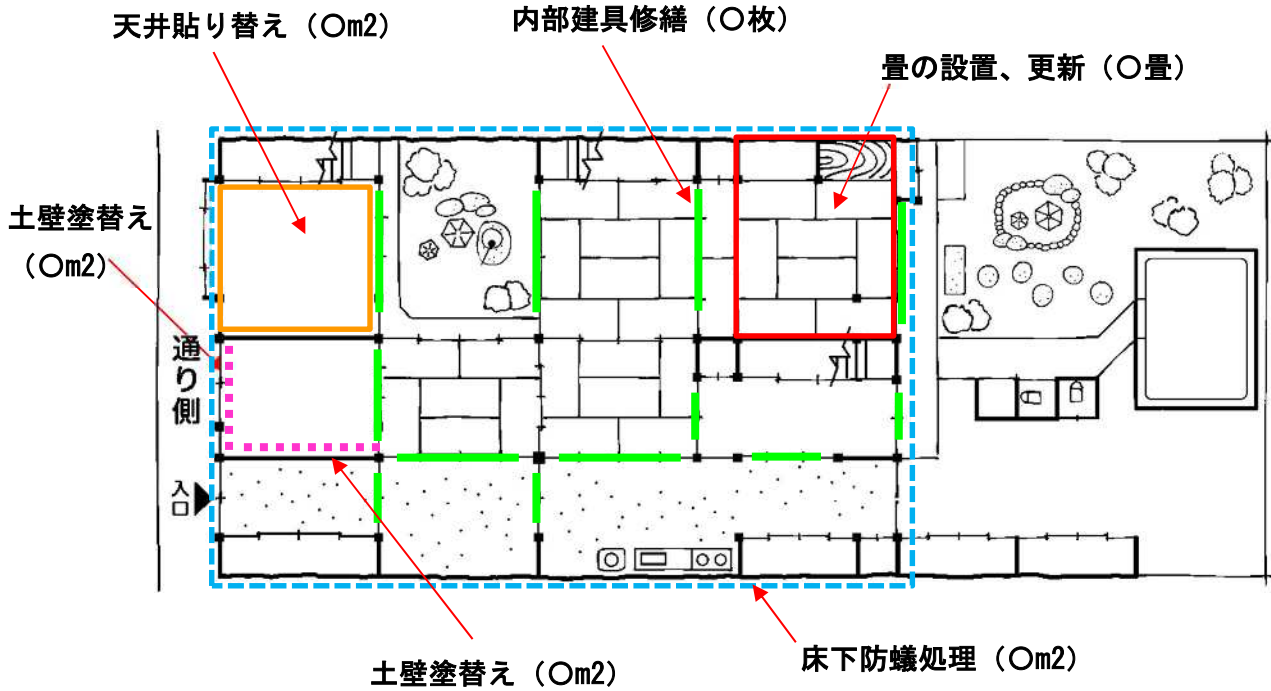 天井貼り替え（○m2）
内部建具修繕（○枚）
畳の設置、更新（○畳）
土壁塗替え
（○m2）
通り側
入口
土壁塗替え（○m2）
床下防蟻処理（○m2）